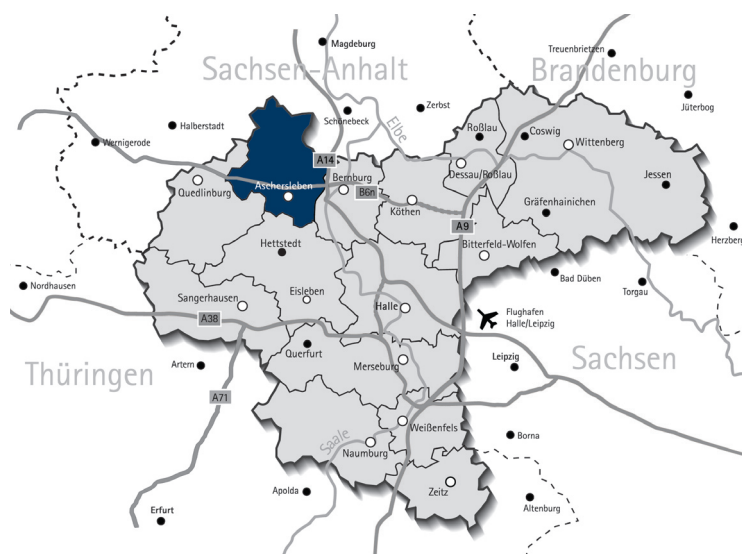 Magdeburg
Treuenbrietzen
Sachsen-Anhalt
Brandenburg
Jüterbog
Zerbst
Schönebeck
Halberstadt
Elbe
Roßlau
Coswig
Wernigerode
Wittenberg
A14
Bernburg
Dessau/Roßlau
Jessen
Quedlinburg
Aschersleben
B6n
Köthen
Gräfenhainichen
A9
Herzberg
Hettstedt
Bitterfeld-Wolfen
Bad Düben
Torgau
Nordhausen
Eisleben
Sangerhausen
Halle
Flughafen
Halle/Leipzig
A38
Querfurt
Merseburg
Leipzig
Sachsen
Artern
Thüringen
A71
Weißenfels
Saale
Naumburg
Borna
Zeitz
Apolda
Altenburg
Erfurt